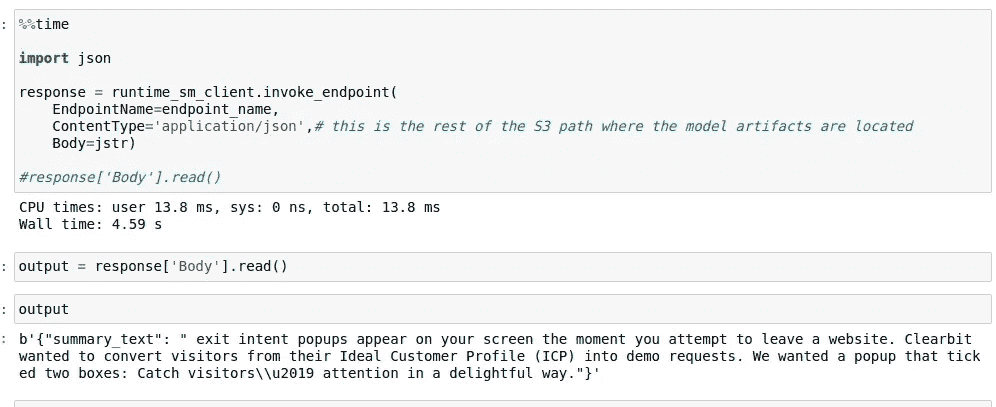 : %%time
import json
response = runtime_sm_client.invoke_endpoint(
    EndpointName=endpoint_name,
    ContentType='application/json',# this is the rest of the S3 path where the model artifacts are located
    Body=jstr)
#response['Body'].read()
CPU times: user 13.8 ms, sys: 0 ns, total: 13.8 ms
Wall time: 4.59 s
: output = response['Body'].read()
: output
: b'{"summary_text": " exit intent popups appear on your screen the moment you attempt to leave a website. Clearbit
wanted to convert visitors from their Ideal Customer Profile (ICP) into demo requests. We wanted a popup that tick
ed two boxes: Catch visitors\\u2019 attention in a delightful way."}'